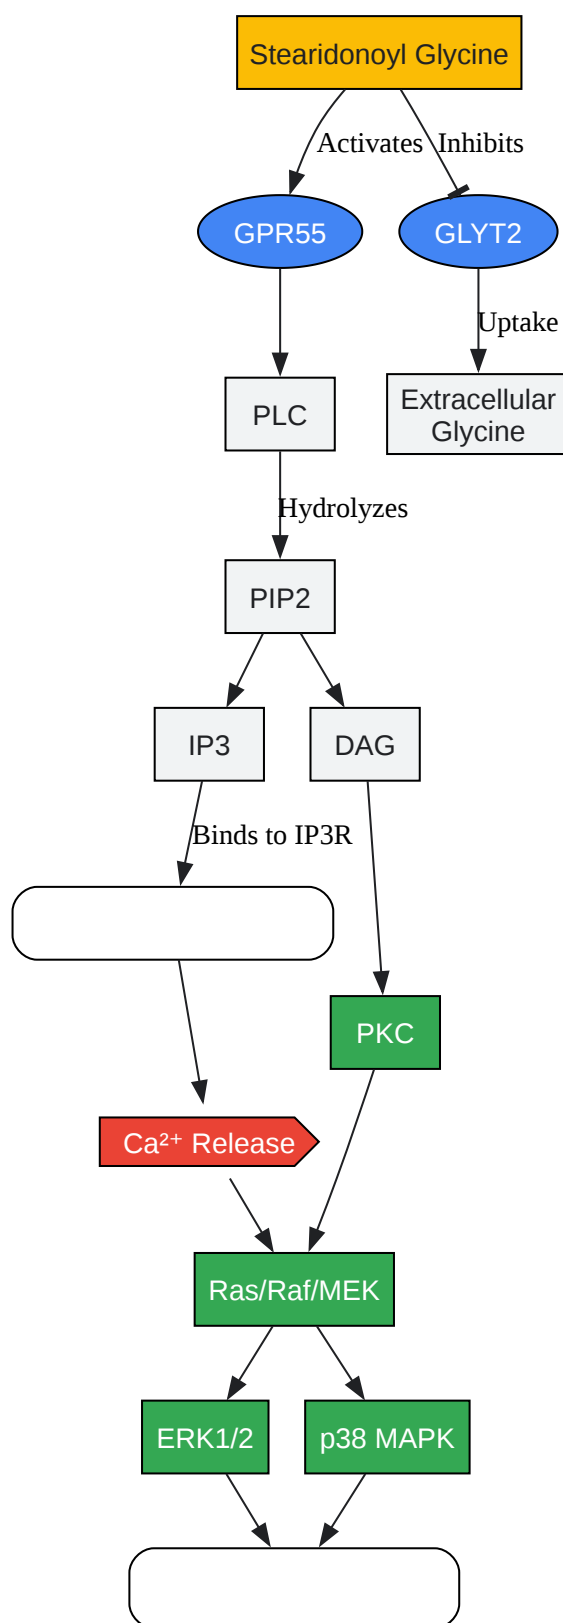 Stearidonoyl Glycine
Activates
Inhibits
GPR55
GLYT2
Uptake
PLC
Extracellular
Glycine
Hydrolyzes
PIP2
IP3
DAG
Binds to IP3R
PKC
Ca²⁺ Release
Ras/Raf/MEK
ERK1/2
p38 MAPK